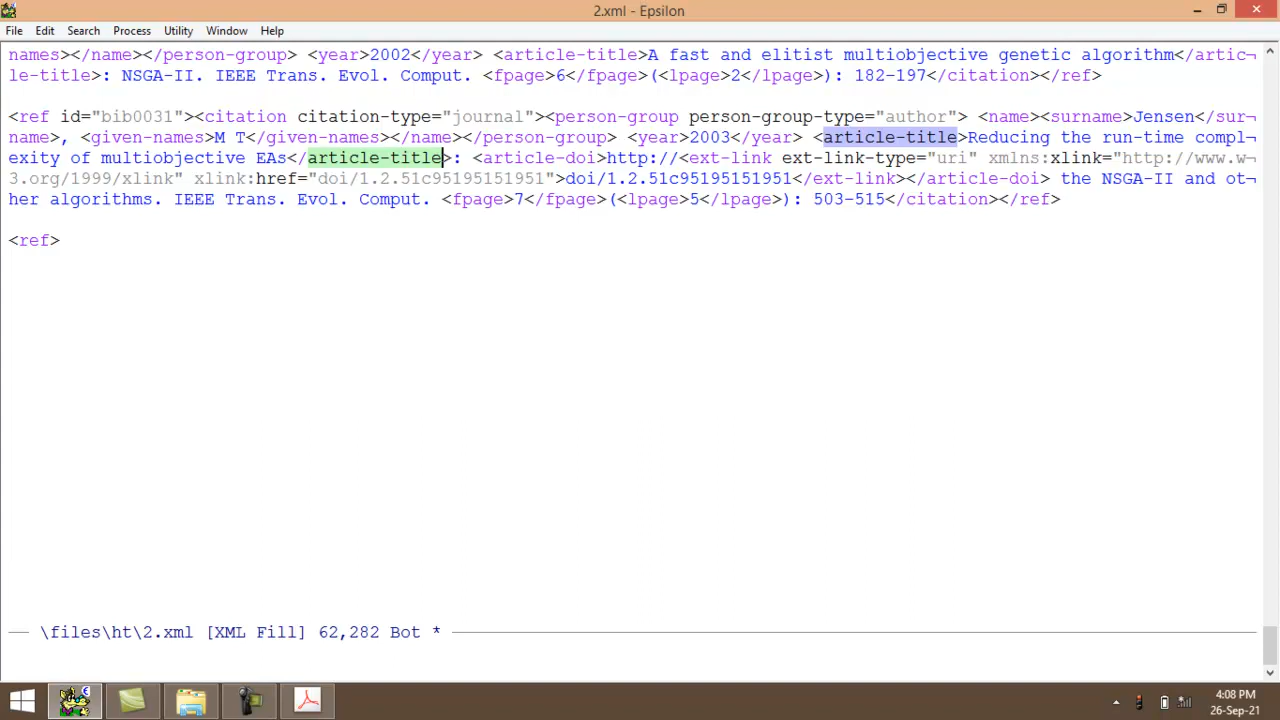 2.xml - Epsilon
File Edit Search Process Utility Window Help
names></name></person-group> <year>2002</year> <article-title>A fast and elitist multiobjective genetic algorithm</artic¬
le-title>: NSGA-II. IEEE Trans. Evol. Comput. <fpage>6</fpage>(<lpage>2</lpage>): 182-197</citation></ref>
<ref id="bib0031"><citation citation-type="journal"><person-group person-group-type="author"> <name><surname>Jensen</sur¬
name>, <given-names>M T</given-names></name></person-group> <year>2003</year> <article-title>Reducing the run-time compl¬
exity of multiobjective EAs</article-title>: <article-doi>http://<ext-link ext-link-type="uri" xmlns:xlink="http://www.w¬
3.org/1999/xlink" xlink:href="doi/1.2.51c95195151951">doi/1.2.51c95195151951</ext-link></article-doi> the NSGA-II and ot¬
her algorithms. IEEE Trans. Evol. Comput. <fpage>7</fpage>(<lpage>5</lpage>): 503-515</citation></ref>
<ref>
\files\ht\2.xml [XML Fill] 62,282 Bot *
4:08 PM
26-Sep-21